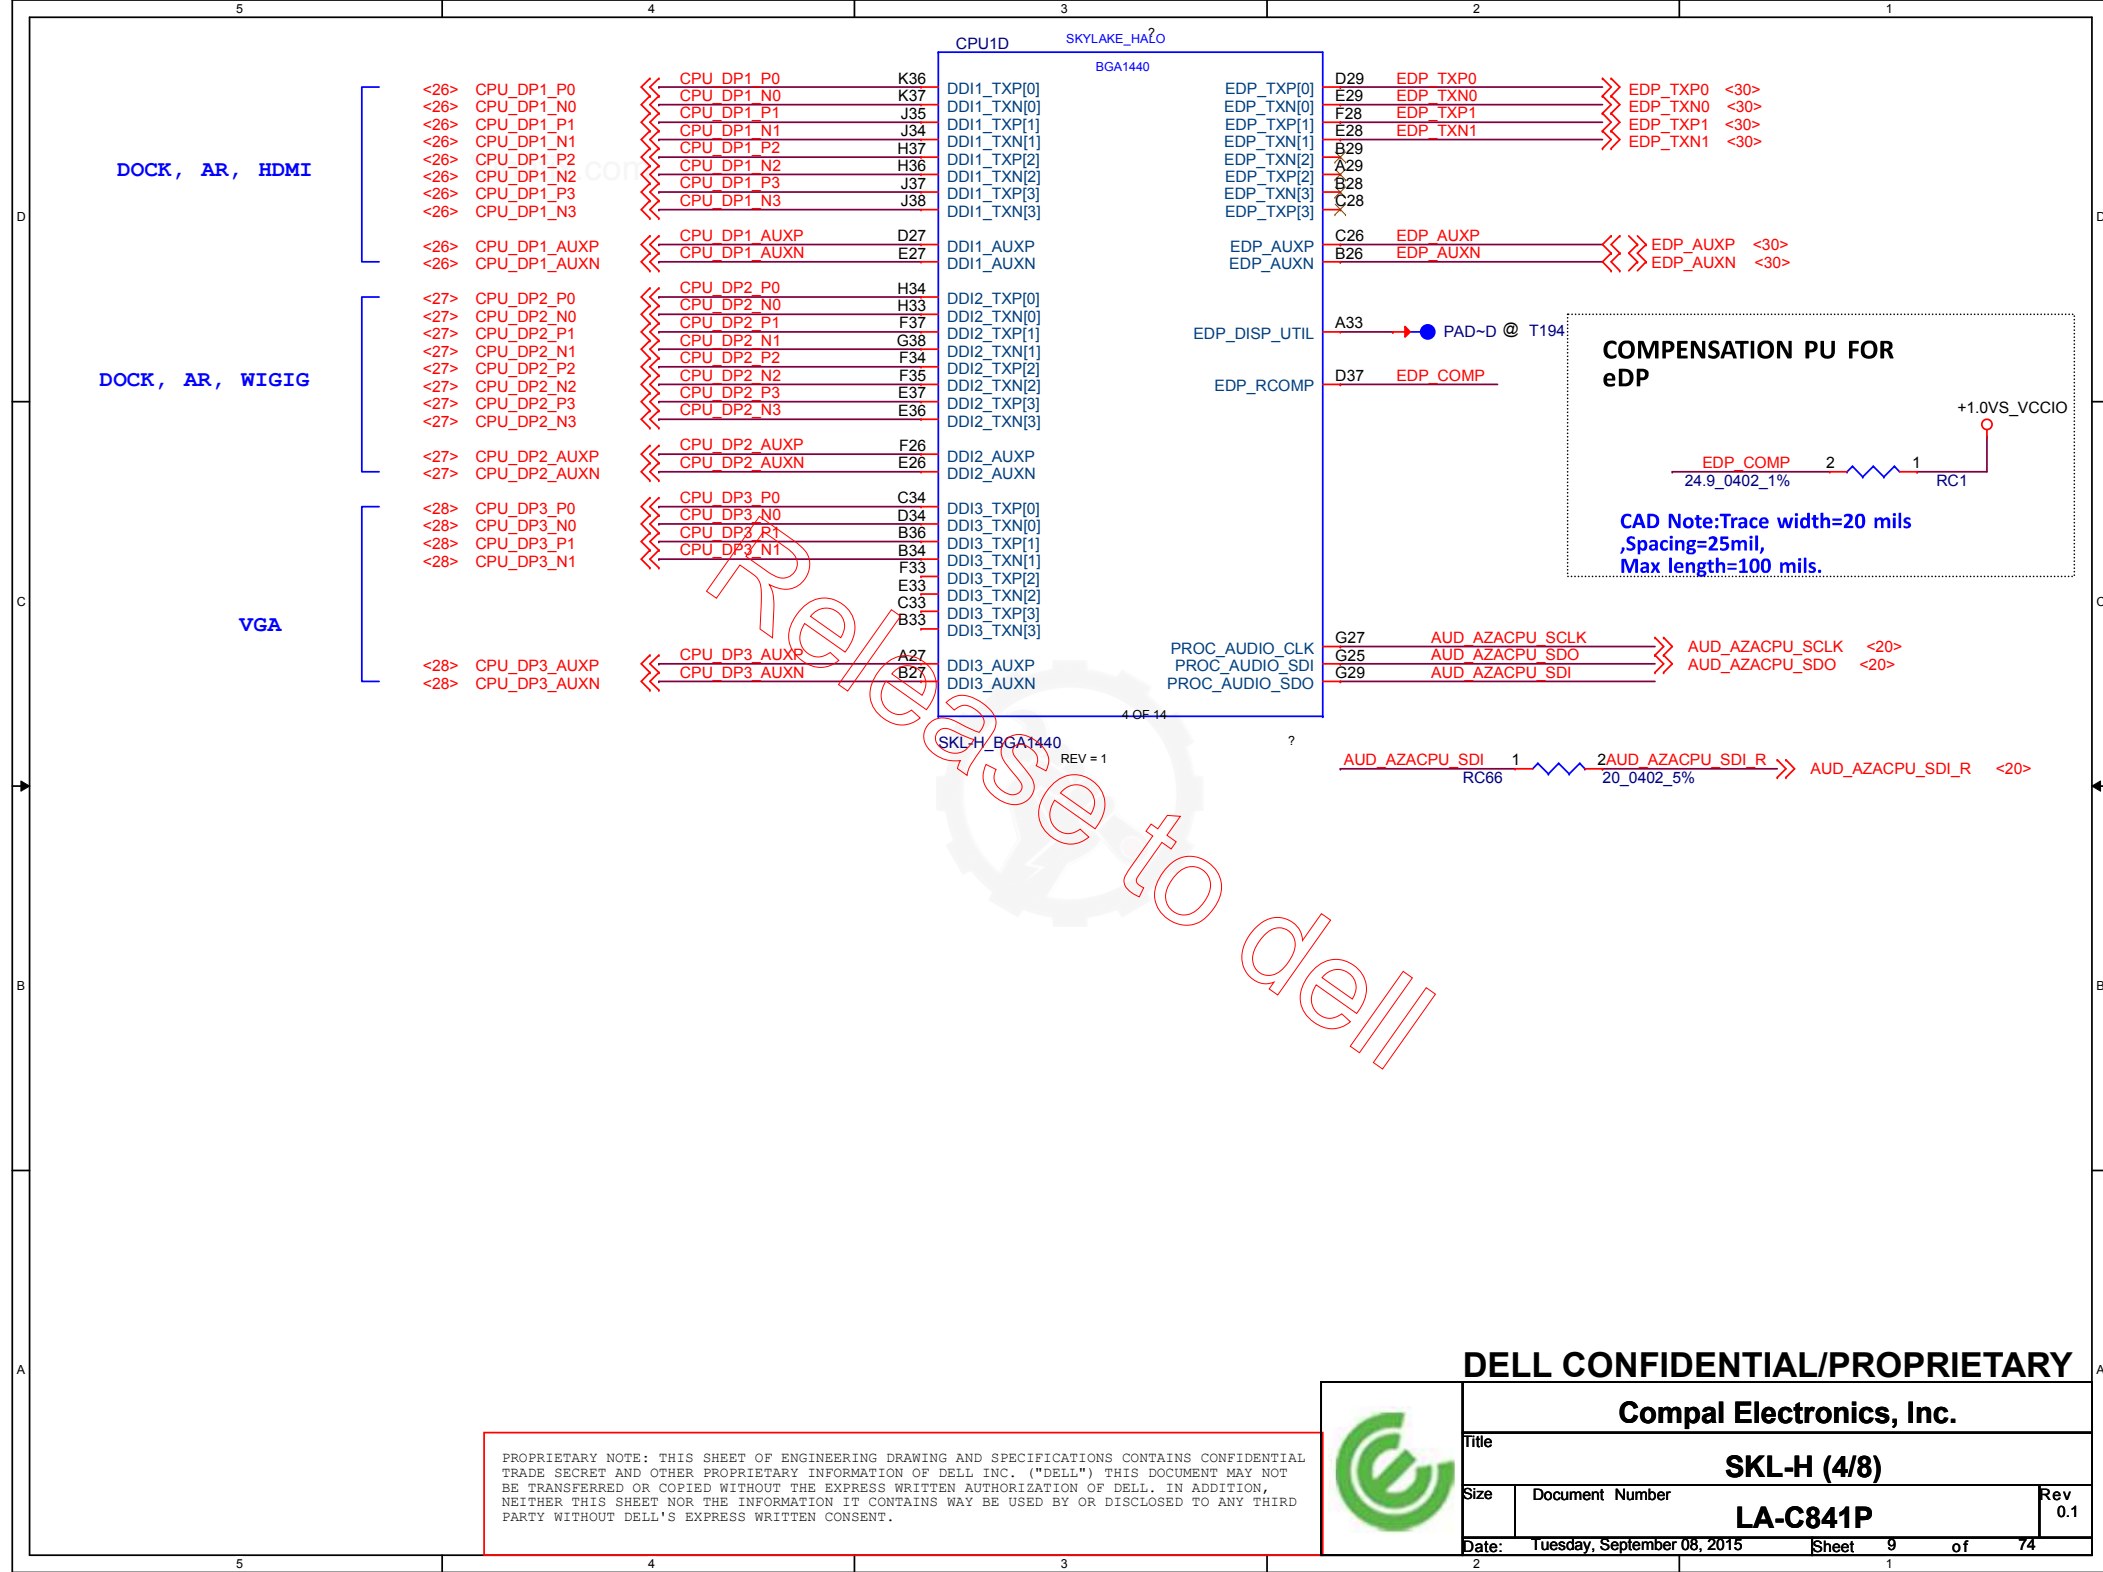 5 4 3 2 1
CPU1D SKYLAKE_HALO ?
BGA1440
DOCK, AR, HDMI
<26> CPU_DP1_P0 CPU_DP1_P0 K36 DDI1_TXP[0]
<26> CPU_DP1_N0 CPU_DP1_N0 K37 DDI1_TXN[0]
<26> CPU_DP1_P1 CPU_DP1_P1 J35 DDI1_TXP[1]
<26> CPU_DP1_N1 CPU_DP1_N1 J34 DDI1_TXN[1]
<26> CPU_DP1_P2 CPU_DP1_P2 H37 DDI1_TXP[2]
<26> CPU_DP1_N2 CPU_DP1_N2 H36 DDI1_TXN[2]
<26> CPU_DP1_P3 CPU_DP1_P3 J37 DDI1_TXP[3]
<26> CPU_DP1_N3 CPU_DP1_N3 J38 DDI1_TXN[3]
<26> CPU_DP1_AUXP CPU_DP1_AUXP D27 DDI1_AUXP
<26> CPU_DP1_AUXN CPU_DP1_AUXN E27 DDI1_AUXN
DOCK, AR, WIGIG
<27> CPU_DP2_P0 CPU_DP2_P0 H34 DDI2_TXP[0]
<27> CPU_DP2_N0 CPU_DP2_N0 H33 DDI2_TXN[0]
<27> CPU_DP2_P1 CPU_DP2_P1 F37 DDI2_TXP[1]
<27> CPU_DP2_N1 CPU_DP2_N1 G38 DDI2_TXN[1]
<27> CPU_DP2_P2 CPU_DP2_P2 F34 DDI2_TXP[2]
<27> CPU_DP2_N2 CPU_DP2_N2 F35 DDI2_TXN[2]
<27> CPU_DP2_P3 CPU_DP2_P3 E37 DDI2_TXP[3]
<27> CPU_DP2_N3 CPU_DP2_N3 E36 DDI2_TXN[3]
<27> CPU_DP2_AUXP CPU_DP2_AUXP F26 DDI2_AUXP
<27> CPU_DP2_AUXN CPU_DP2_AUXN E26 DDI2_AUXN
VGA
<28> CPU_DP3_P0 CPU_DP3_P0 C34 DDI3_TXP[0]
<28> CPU_DP3_N0 CPU_DP3_N0 D34 DDI3_TXN[0]
<28> CPU_DP3_P1 CPU_DP3_P1 B36 DDI3_TXP[1]
<28> CPU_DP3_N1 CPU_DP3_N1 B34 DDI3_TXN[1]
F33 DDI3_TXP[2]
E33 DDI3_TXN[2]
C33 DDI3_TXP[3]
B33 DDI3_TXN[3]
<28> CPU_DP3_AUXP CPU_DP3_AUXP A27 DDI3_AUXP
<28> CPU_DP3_AUXN CPU_DP3_AUXN B27 DDI3_AUXN
EDP_TXP[0] D29 EDP_TXP0 EDP_TXP0 <30>
EDP_TXN[0] E29 EDP_TXN0 EDP_TXN0 <30>
EDP_TXP[1] F28 EDP_TXP1 EDP_TXP1 <30>
EDP_TXN[1] E28 EDP_TXN1 EDP_TXN1 <30>
EDP_TXN[2] B29
EDP_TXP[2] A29
EDP_TXN[3] B28
EDP_TXP[3] C28
EDP_AUXP C26 EDP_AUXP EDP_AUXP <30>
EDP_AUXN B26 EDP_AUXN EDP_AUXN <30>
EDP_DISP_UTIL A33 PAD~D @ T194
EDP_RCOMP D37 EDP_COMP
COMPENSATION PU FOR
eDP
+1.0VS_VCCIO
EDP_COMP 2 1
24.9_0402_1% RC1
CAD Note:Trace width=20 mils
,Spacing=25mil,
Max length=100 mils.
PROC_AUDIO_CLK G27 AUD_AZACPU_SCLK AUD_AZACPU_SCLK <20>
PROC_AUDIO_SDI G25 AUD_AZACPU_SDO AUD_AZACPU_SDO <20>
PROC_AUDIO_SDO G29 AUD_AZACPU_SDI
4 OF 14
SKL-H_BGA1440 ?
REV = 1
AUD_AZACPU_SDI 1 2 AUD_AZACPU_SDI_R AUD_AZACPU_SDI_R <20>
RC66 20_0402_5%
Release to dell
D D
C C
B B
A A
DELL CONFIDENTIAL/PROPRIETARY
Compal Electronics, Inc.
Title
SKL-H (4/8)
Size Document Number Rev
LA-C841P 0.1
Date: Tuesday, September 08, 2015 Sheet 9 of 74
PROPRIETARY NOTE: THIS SHEET OF ENGINEERING DRAWING AND SPECIFICATIONS CONTAINS CONFIDENTIAL
TRADE SECRET AND OTHER PROPRIETARY INFORMATION OF DELL INC. ("DELL") THIS DOCUMENT MAY NOT
BE TRANSFERRED OR COPIED WITHOUT THE EXPRESS WRITTEN AUTHORIZATION OF DELL. IN ADDITION,
NEITHER THIS SHEET NOR THE INFORMATION IT CONTAINS WAY BE USED BY OR DISCLOSED TO ANY THIRD
PARTY WITHOUT DELL'S EXPRESS WRITTEN CONSENT.
5 4 3 2 1